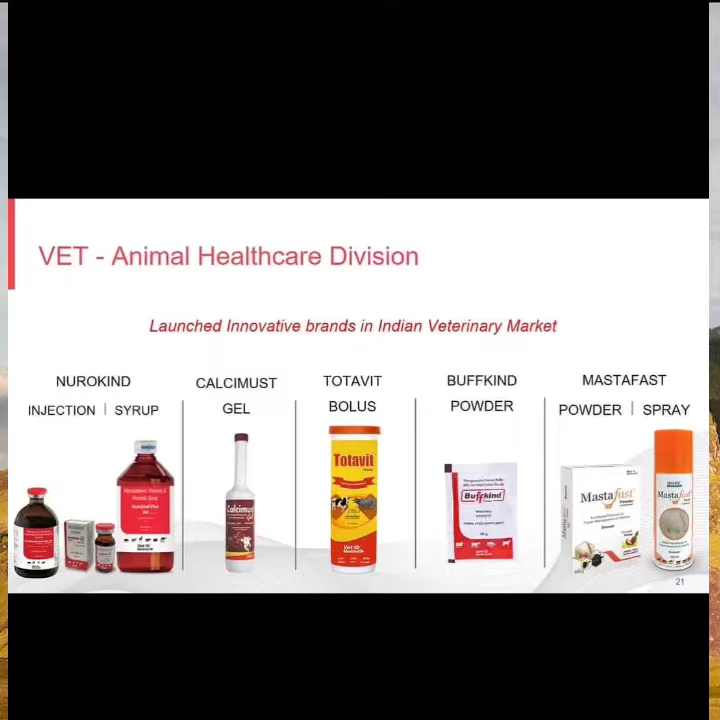 VET - Animal Healthcare Division
Launched Innovative brands in Indian Veterinary Market
NUROKIND
INJECTION | SYRUP
CALCIMUST
GEL
TOTAVIT
BOLUS
BUFFKIND
POWDER
MASTAFAST
POWDER | SPRAY
Calcimust
Totavit
Buffkind
Mastafast
Mastafast
21